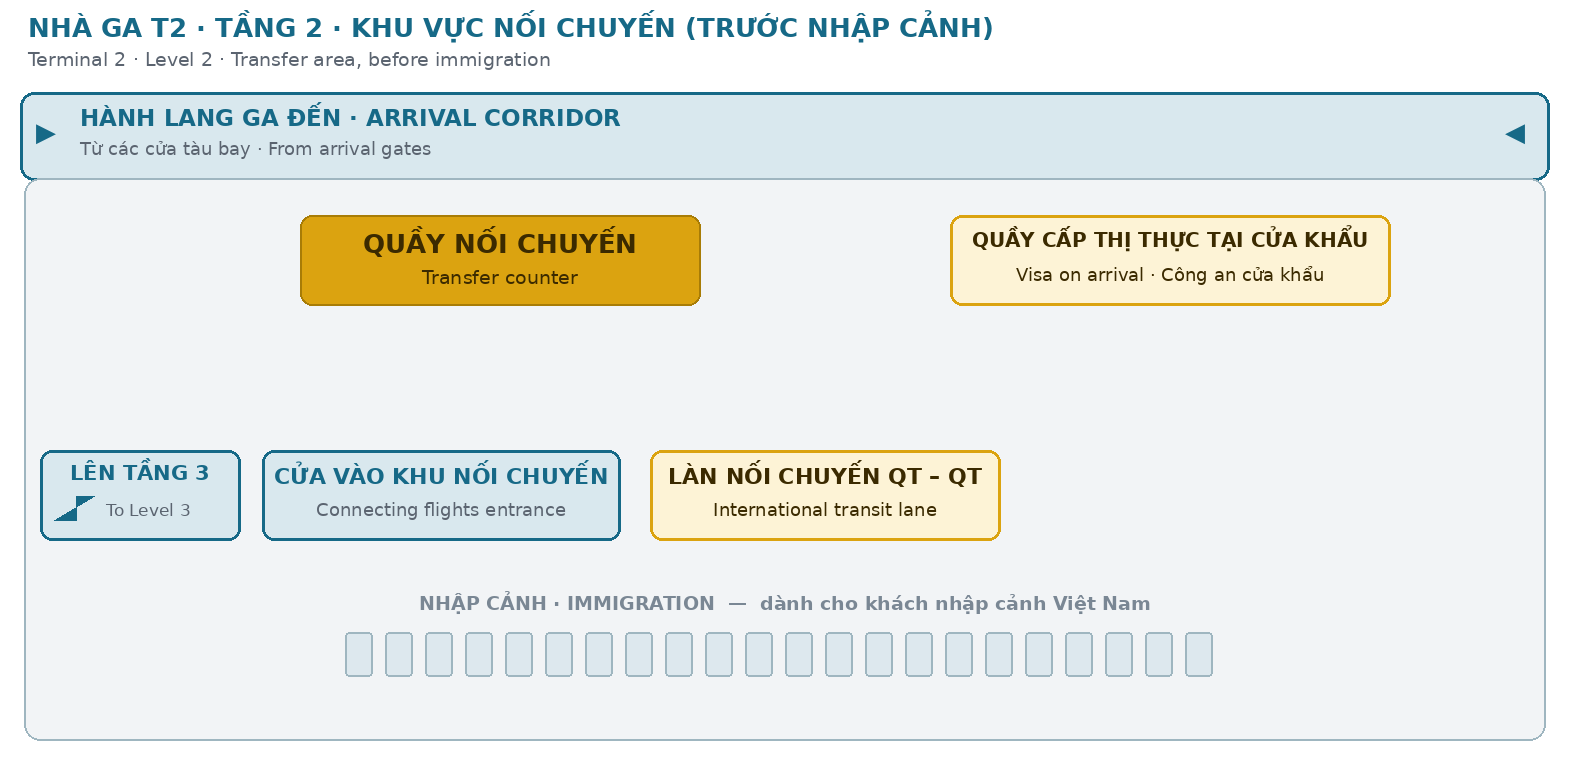 NHÀ GA T2 · TẦNG 2 · KHU VỰC NỐI CHUYẾN (TRƯỚC NHẬP CẢNH)
Terminal 2 · Level 2 · Transfer area, before immigration
HÀNH LANG GA ĐẾN · ARRIVAL CORRIDOR
Từ các cửa tàu bay · From arrival gates
QUẦY NỐI CHUYẾN
Transfer counter
QUẦY CẤP THỊ THỰC TẠI CỬA KHẨU
Visa on arrival · Công an cửa khẩu
LÊN TẦNG 3
To Level 3
CỬA VÀO KHU NỐI CHUYẾN
Connecting flights entrance
LÀN NỐI CHUYẾN QT – QT
International transit lane
NHẬP CẢNH · IMMIGRATION — dành cho khách nhập cảnh Việt Nam